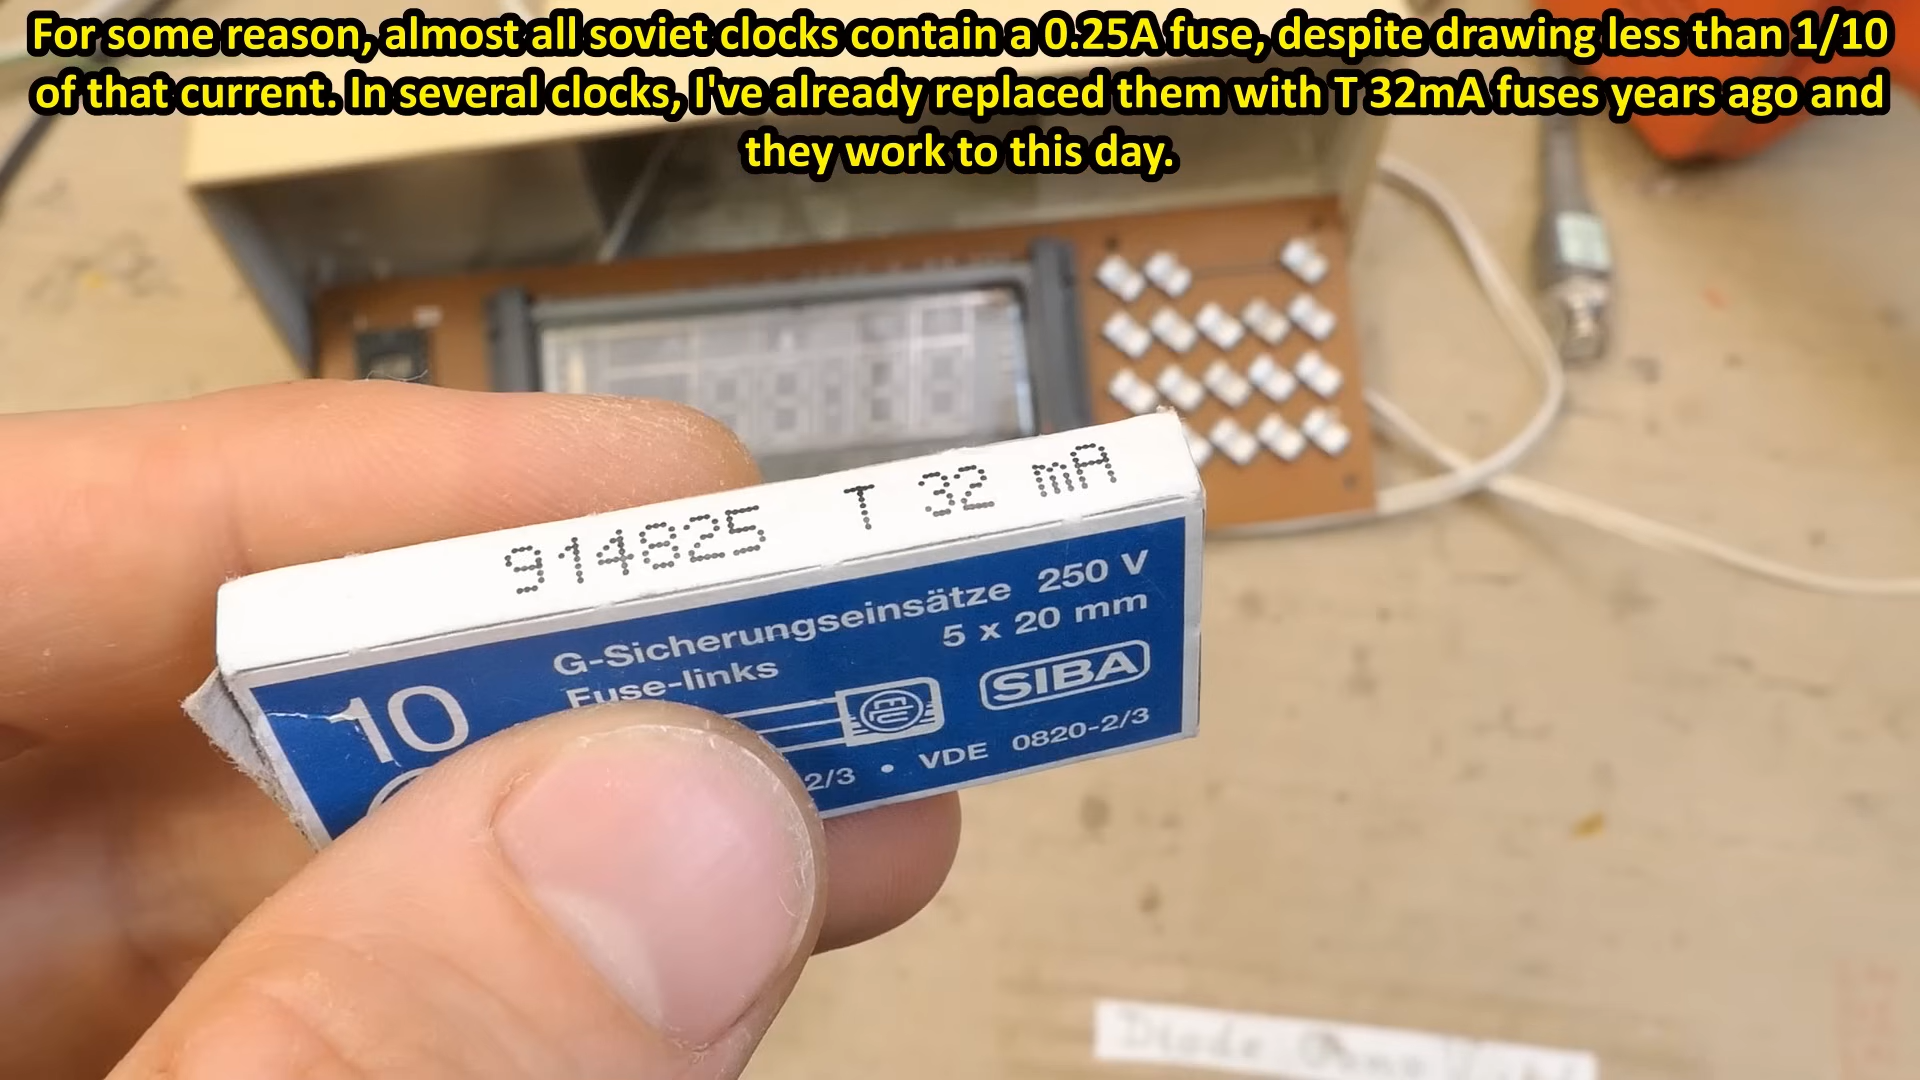 For some reason, almost all soviet clocks contain a 0.25A fuse, despite drawing less than 1/10
of that current. In several clocks, I've already replaced them with T 32mA fuses years ago and
they work to this day.
914825 T 32 mA
G-Sicherungseinsätze 250 V
Fuse-links 5 x 20 mm
10
SIBA
ELU
2/3 • VDE 0820-2/3
Diode